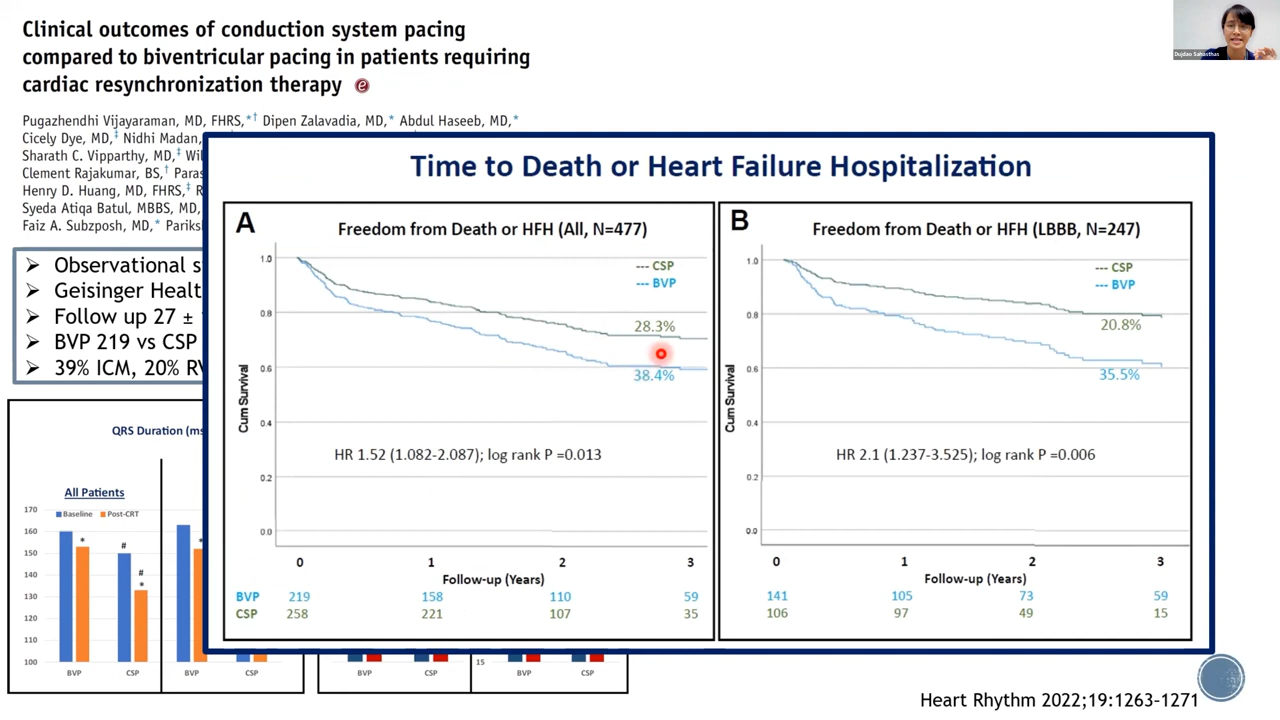 Clinical outcomes of conduction system pacing
compared to biventricular pacing in patients requiring
cardiac resynchronization therapy e
Pugazhendhi Vijayaraman, MD, FHRS,*† Dipen Zalavadia, MD,* Abdul Haseeb, MD,*
Cicely Dye, MD,‡ Nidhi Madan,
Sharath C. Vipparthy, MD,‡
Clement Rajakumar, BS,†
Henry D. Huang, MD, FHRS,‡
Syeda Atiqa Batul, MBBS, MD,
Faiz A. Subzposh, MD,*
Dujdao Sahasthas
Observational
Geisinger
Follow up 27 ±
BVP 219 vs CSP
39% ICM, 20%
Time to Death or Heart Failure Hospitalization
A
Freedom from Death or HFH (All, N=477)
--- CSP
--- BVP
28.3%
38.4%
HR 1.52 (1.082-2.087); log rank P =0.013
Cum Survival
1.0
0.8
0.6
0.4
0.2
0.0
0 1 2 3
Follow-up (Years)
BVP 219 158 110 59
CSP 258 221 107 35
B
Freedom from Death or HFH (LBBB, N=247)
--- CSP
--- BVP
20.8%
35.5%
HR 2.1 (1.237-3.525); log rank P =0.006
Cum Survival
1.0
0.8
0.6
0.4
0.2
0.0
0 1 2 3
Follow-up (Years)
141 105 73 59
106 97 49 15
QRS Duration
All Patients
Baseline Post-CRT
170
160
150
140
130
120
110
100
* # # * *
BVP CSP BVP CSP
15
BVP CSP BVP CSP
Heart Rhythm 2022;19:1263-1271